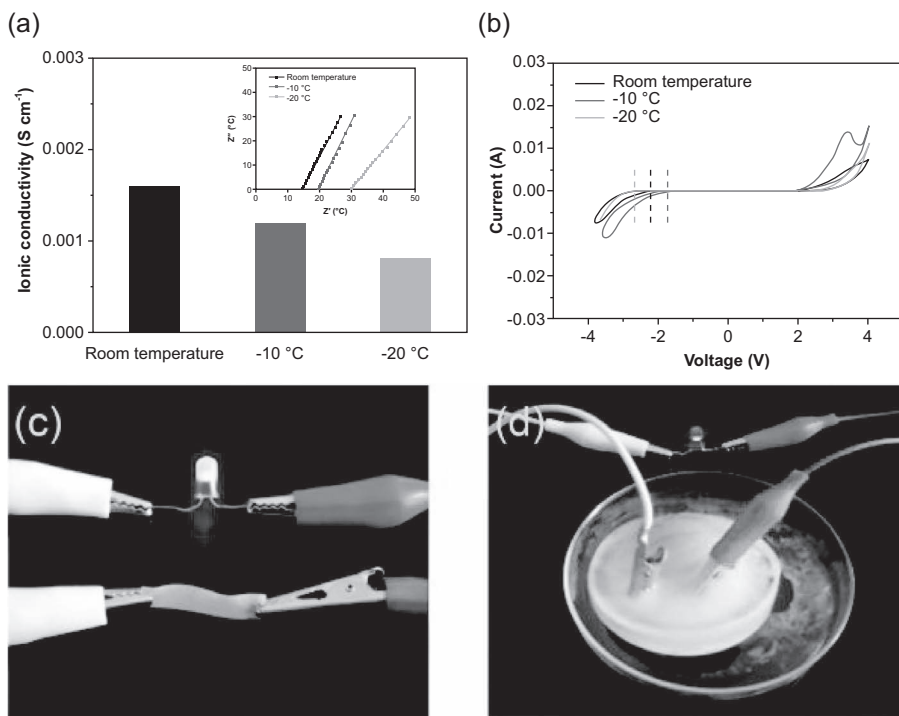 (a)
0.003
0.002
0.001
0.000
Ionic conductivity (S cm⁻¹)
Room temperature
-10 °C
-20 °C
50
40
30
20
10
0
Z'' (°C)
Room temperature
-10 °C
-20 °C
0 10 20 30 40 50
Z' (°C)
(b)
0.03
0.02
0.01
0.00
-0.01
-0.02
-0.03
Current (A)
Room temperature
-10 °C
-20 °C
-4 -2 0 2 4
Voltage (V)
(c)
(d)